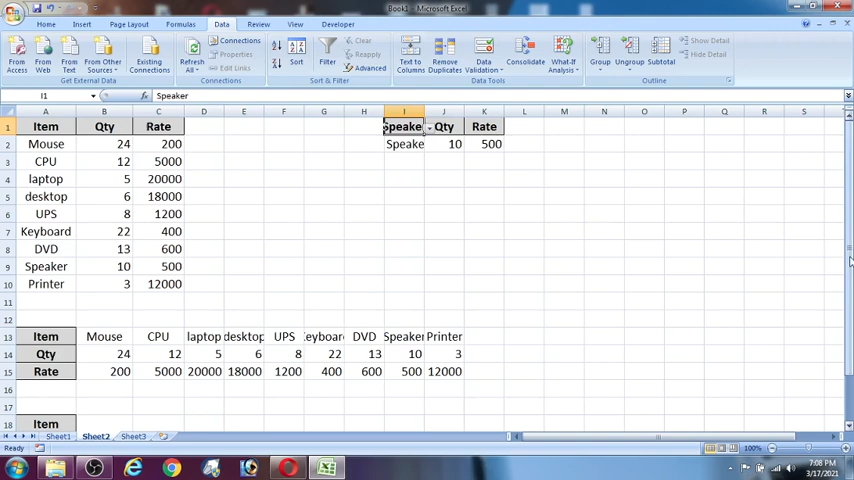 Book1 - Microsoft Excel
Home Insert Page Layout Formulas Data Review View Developer
From Access
From Web
From Text
From Other Sources
Existing Connections
Refresh All
Connections
Properties
Edit Links
Sort
Filter
Clear
Reapply
Advanced
Text to Columns
Remove Duplicates
Data Validation
Consolidate
What-If Analysis
Group
Ungroup
Subtotal
Show Detail
Hide Detail
Get External Data Connections Sort & Filter Data Tools Outline
I1 fx Speaker
A B C D E F G H I J K L M N O P Q R S
1 Item Qty Rate Speake Qty Rate
2 Mouse 24 200 Speake 10 500
3 CPU 12 5000
4 laptop 5 20000
5 desktop 6 18000
6 UPS 8 1200
7 Keyboard 22 400
8 DVD 13 600
9 Speaker 10 500
10 Printer 3 12000
11
12
13 Item Mouse CPU laptop desktop UPS Keyboard DVD Speaker Printer
14 Qty 24 12 5 6 8 22 13 10 3
15 Rate 200 5000 20000 18000 1200 400 600 500 12000
16
17
18 Item
Sheet1 Sheet2 Sheet3
Ready 100%
7:08 PM
3/17/2021